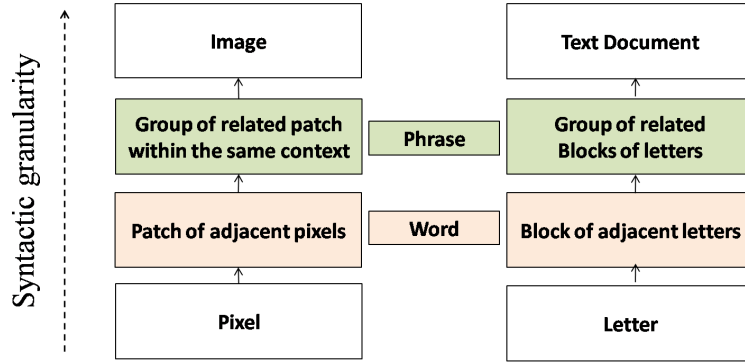 Syntactic granularity
Image
Text Document
Group of related patch
within the same context
Phrase
Group of related
Blocks of letters
Patch of adjacent pixels
Word
Block of adjacent letters
Pixel
Letter